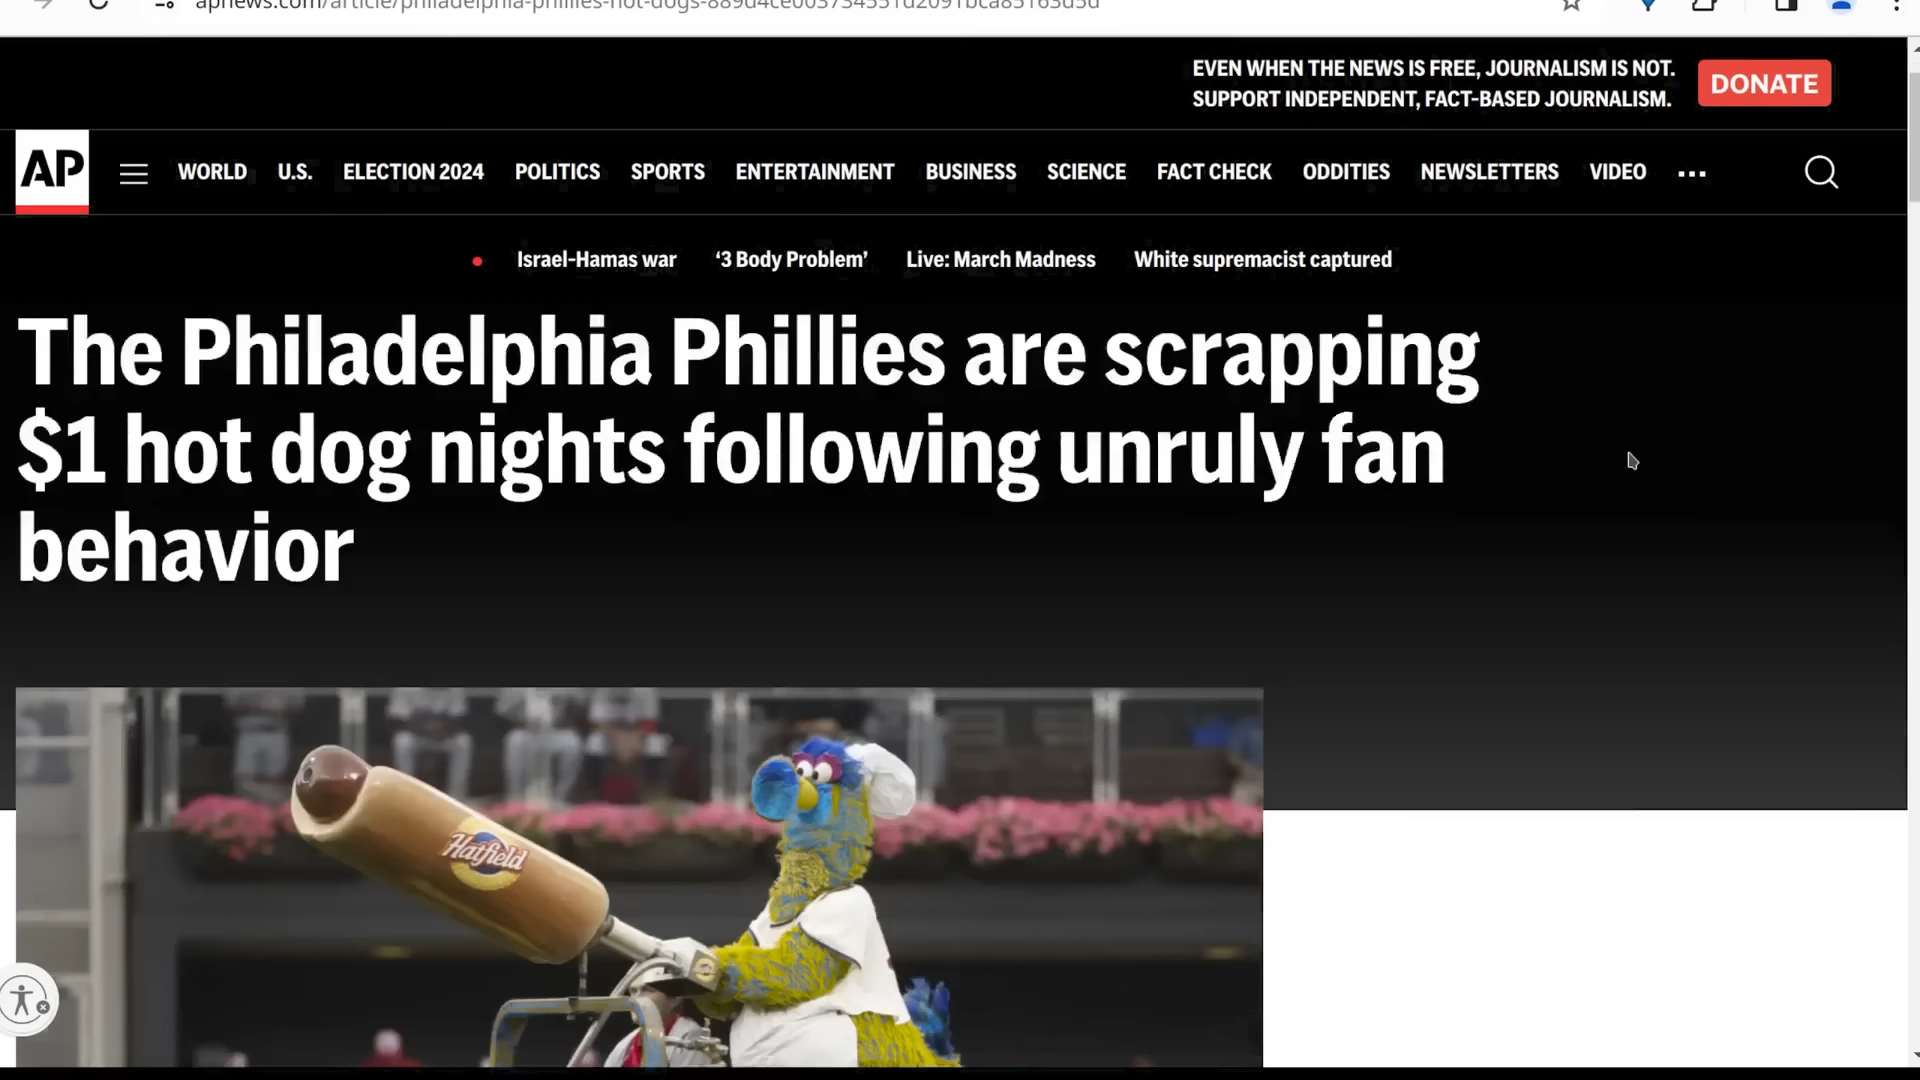 EVEN WHEN THE NEWS IS FREE, JOURNALISM IS NOT.
SUPPORT INDEPENDENT, FACT-BASED JOURNALISM.
DONATE
AP
WORLD U.S. ELECTION 2024 POLITICS SPORTS ENTERTAINMENT BUSINESS SCIENCE FACT CHECK ODDITIES NEWSLETTERS VIDEO ...
Israel-Hamas war ‘3 Body Problem’ Live: March Madness White supremacist captured
The Philadelphia Phillies are scrapping
$1 hot dog nights following unruly fan
behavior
Hatfield